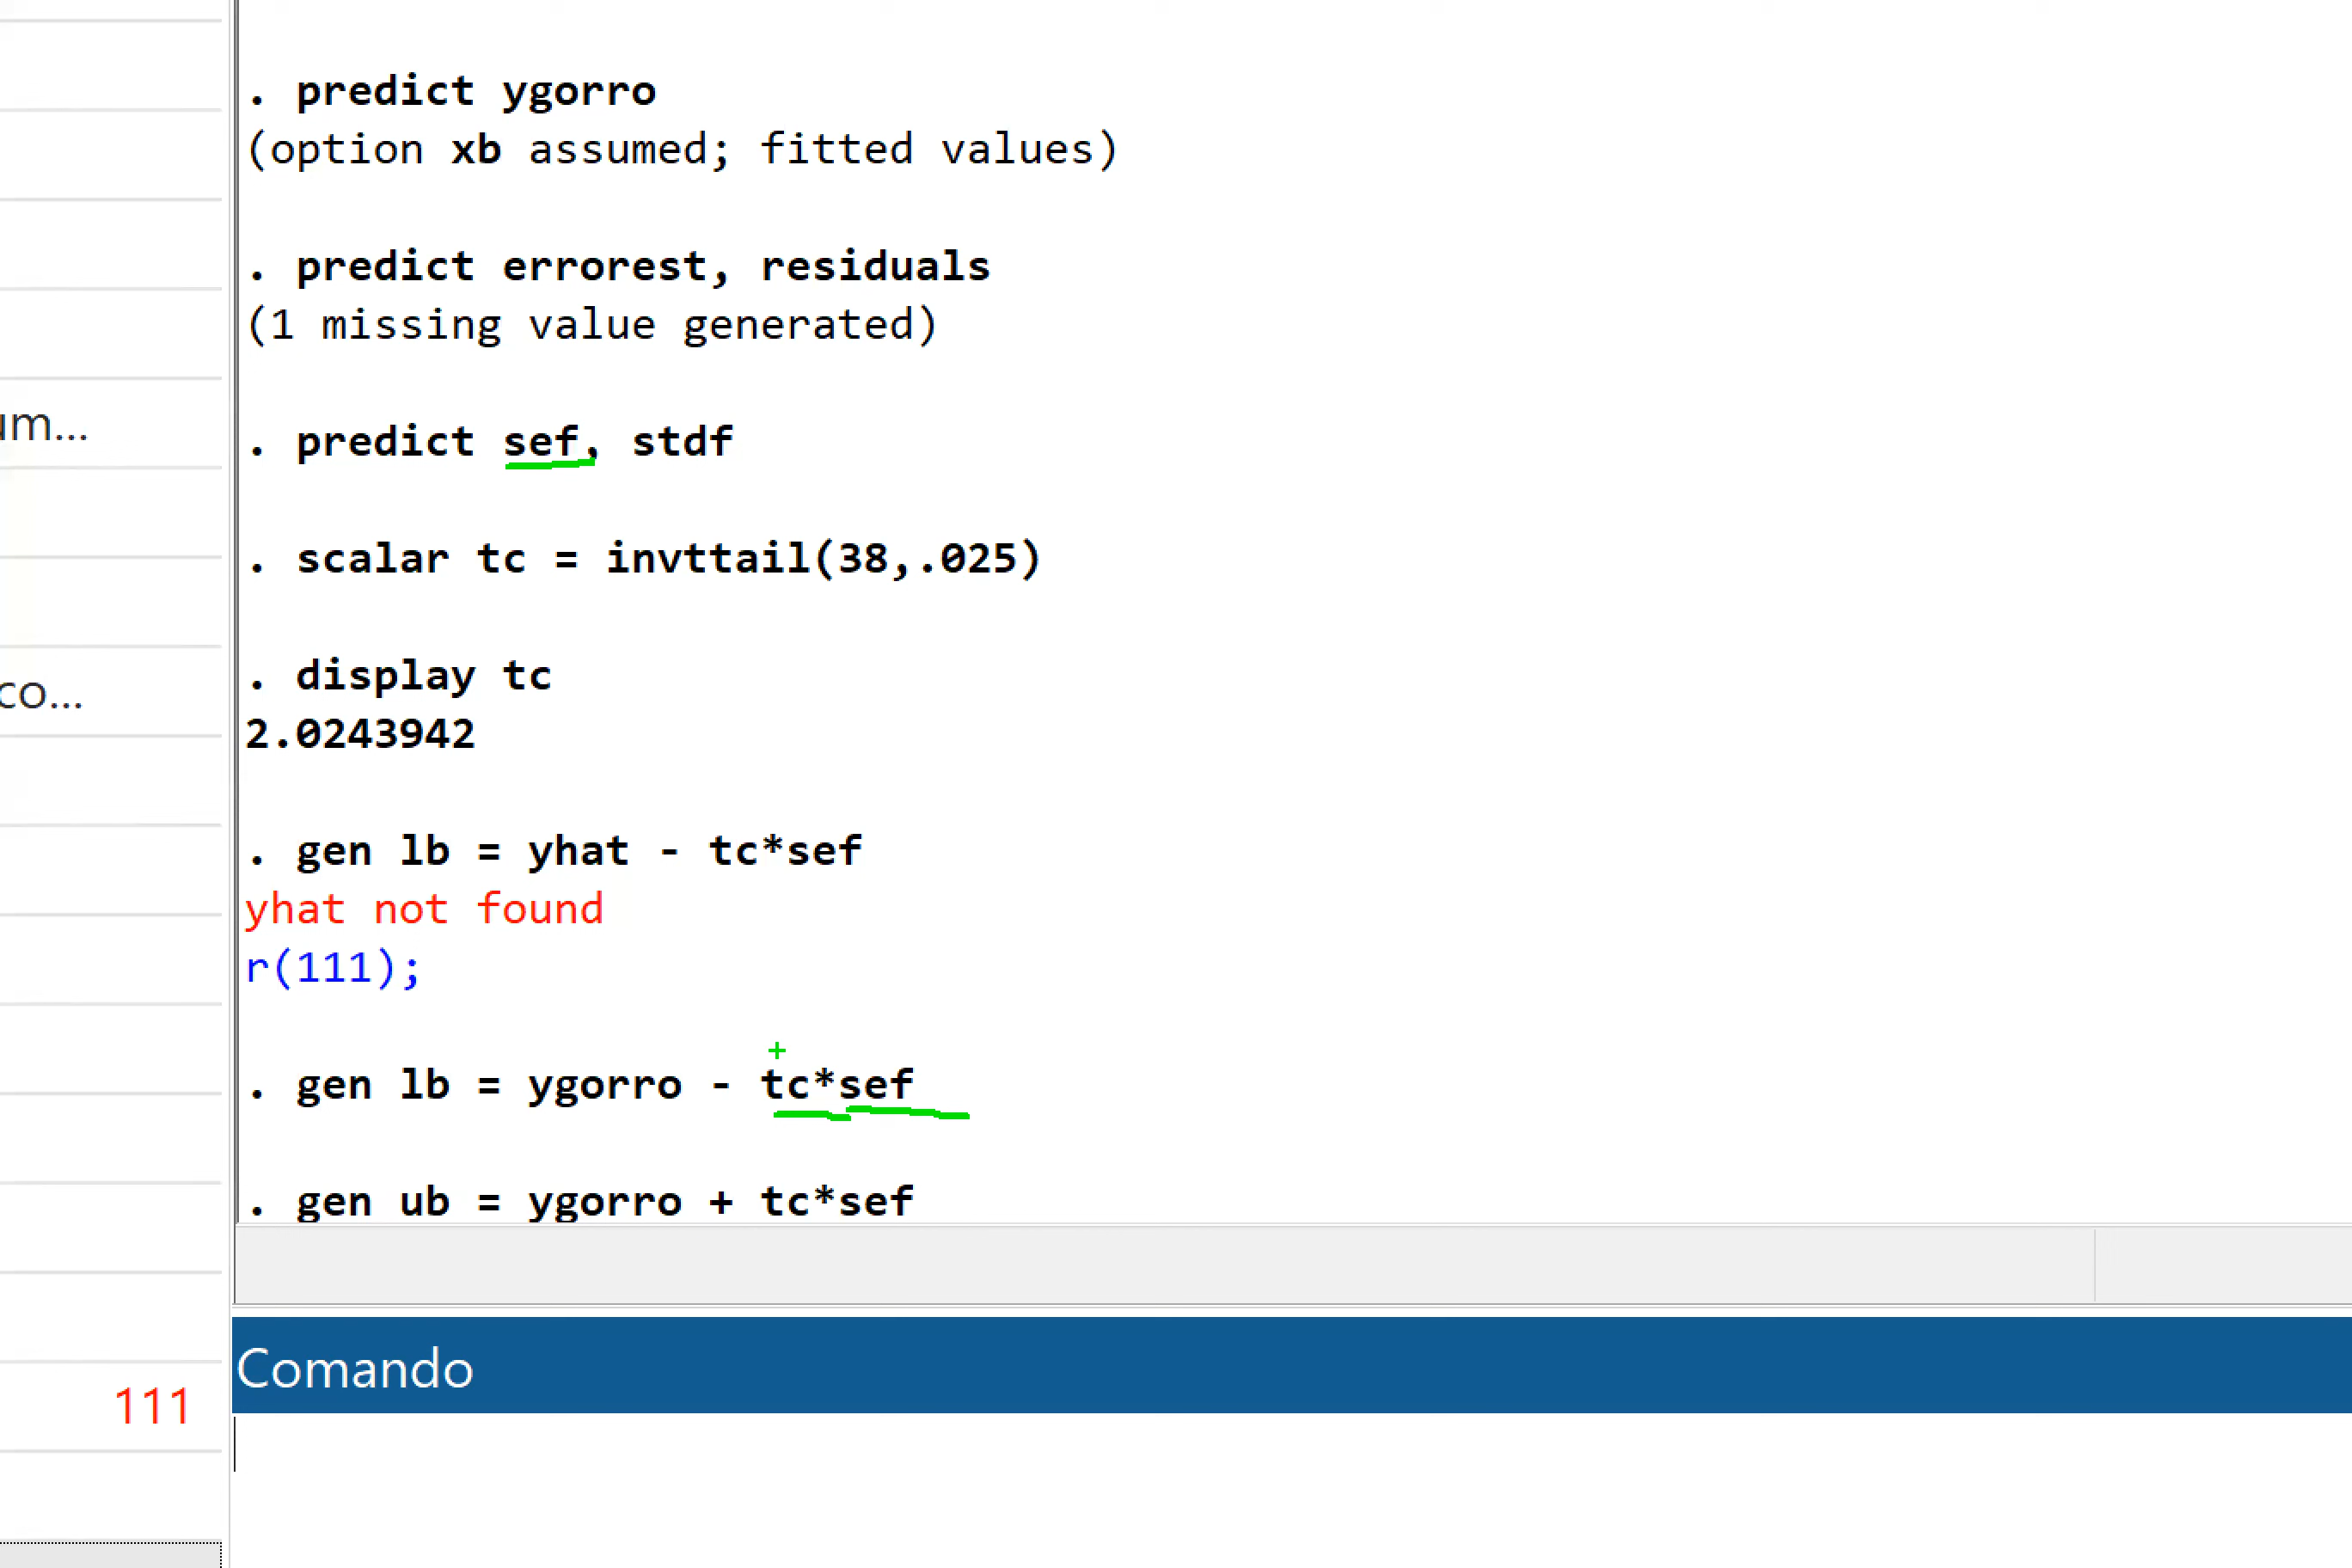 . predict ygorro
(option xb assumed; fitted values)
. predict errorest, residuals
(1 missing value generated)
. predict sef, stdf
. scalar tc = invttail(38,.025)
. display tc
2.0243942
. gen lb = yhat - tc*sef
yhat not found
r(111);
. gen lb = ygorro - tc*sef
. gen ub = ygorro + tc*sef
um...
co...
111
Comando